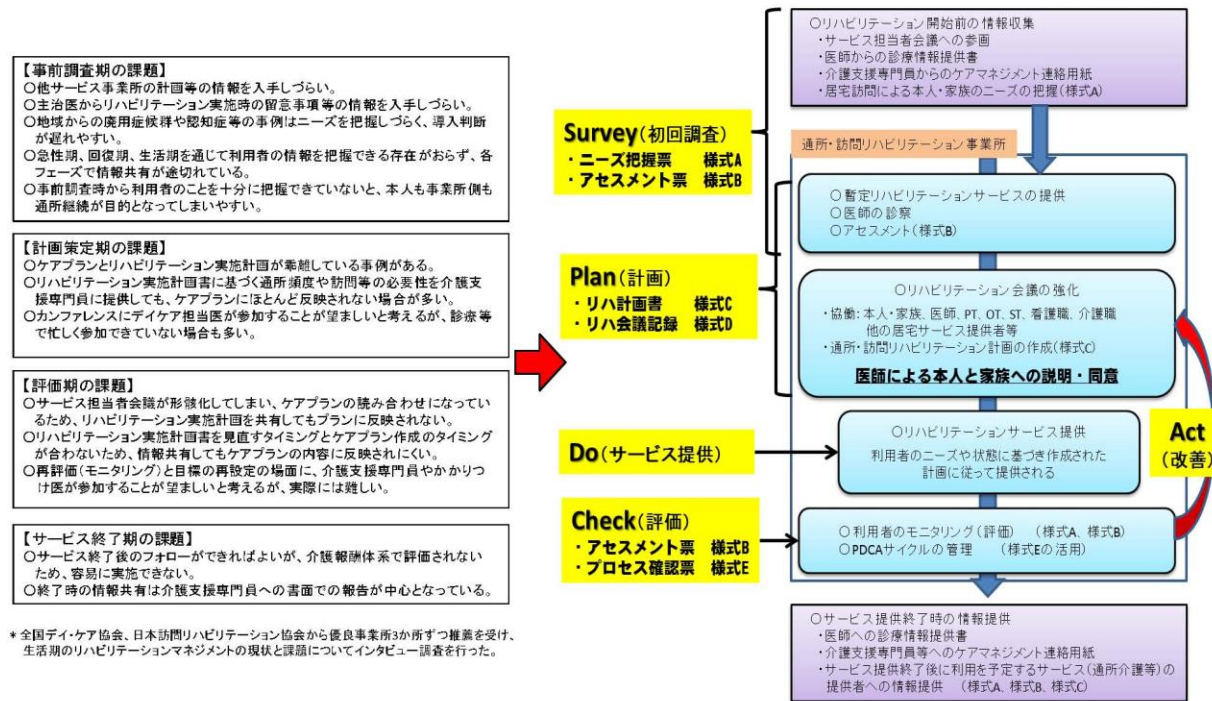 【事前調査期の課題】
○他サービス事業所の計画等の情報を入手しづらい。
○主治医からリハビリテーション実施時の留意事項等の情報を入手しづらい。
○地域からの廃用症候群や認知症等の事例はニーズを把握しづらく、導入判断
が遅れやすい。
○急性期、回復期、生活期を通じて利用者の情報を把握できる存在がおらず、各
フェーズで情報共有が途切れている。
○事前調査時から利用者のことを十分に把握できていないと、本人も事業所側も
通所継続が目的となってしまいやすい。
【計画策定期の課題】
○ケアプランとリハビリテーション実施計画が乖離している事例がある。
○リハビリテーション実施計画書に基づく通所頻度や訪問等の必要性を介護支
援専門員に提供しても、ケアプランにほとんど反映されない場合が多い。
○カンファレンスにデイケア担当医が参加することが望ましいと考えるが、診療等
で忙しく参加できていない場合も多い。
【評価期の課題】
○サービス担当者会議が形骸化してしまい、ケアプランの読み合わせになってい
るため、リハビリテーション実施計画を共有してもプランに反映されない。
○リハビリテーション実施計画書を見直すタイミングとケアプラン作成のタイミング
が合わないため、情報共有してもケアプランの内容に反映されにくい。
○再評価(モニタリング)と目標の再設定の場面に、介護支援専門員やかかりつ
け医が参加することが望ましいと考えるが、実際には難しい。
【サービス終了期の課題】
○サービス終了後のフォローができればよいが、介護報酬体系で評価されない
ため、容易に実施できない。
○終了時の情報共有は介護支援専門員への書面での報告が中心となっている。
*全国デイ・ケア協会、日本訪問リハビリテーション協会から優良事業所3か所ずつ推薦を受け、
生活期のリハビリテーションマネジメントの現状と課題についてインタビュー調査を行った。
Survey(初回調査)
・ニーズ把握票 様式A
・アセスメント票 様式B
Plan(計画)
・リハ計画書 様式C
・リハ会議記録 様式D
Do(サービス提供)
Check(評価)
・アセスメント票 様式B
・プロセス確認票 様式E
○リハビリテーション開始前の情報収集
・サービス担当者会議への参画
・医師からの診療情報提供書
・介護支援専門員からのケアマネジメント連絡用紙
・居宅訪問による本人・家族のニーズの把握(様式A)
通所・訪問リハビリテーション事業所
○暫定リハビリテーションサービスの提供
○医師の診察
○アセスメント(様式B)
○リハビリテーション会議の強化
・協働:本人・家族、医師、PT、OT、ST、看護職、介護職
他の居宅サービス提供者等
・通所・訪問リハビリテーション計画の作成(様式C)
医師による本人と家族への説明・同意
○リハビリテーションサービス提供
利用者のニーズや状態に基づき作成された
計画に従って提供される
○利用者のモニタリング(評価) (様式A、様式B)
○PDCAサイクルの管理 (様式Eの活用)
Act
(改善)
○サービス提供終了時の情報提供
・医師への診療情報提供書
・介護支援専門員等へのケアマネジメント連絡用紙
・サービス提供終了後に利用を予定するサービス(通所介護等)の
提供者への情報提供 (様式A、様式B、様式C)